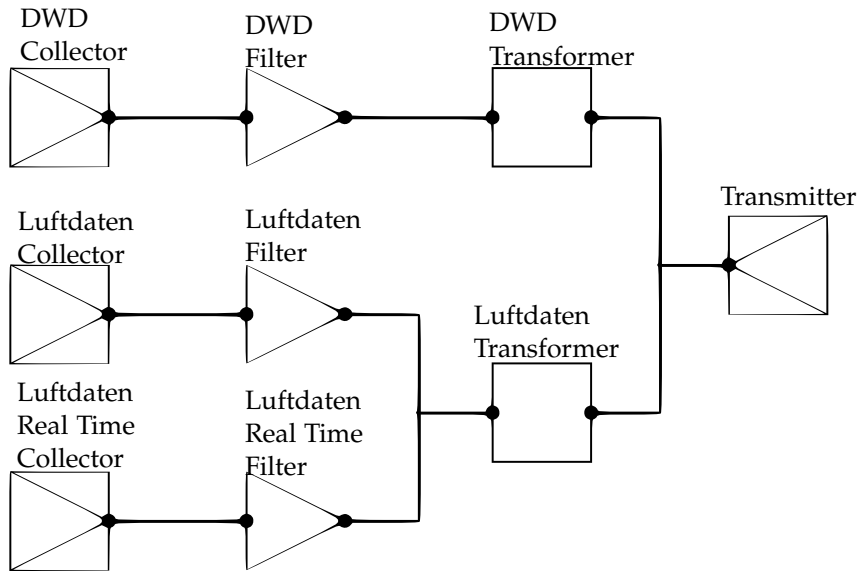 DWD
Collector
DWD
Filter
DWD
Transformer
Transmitter
Luftdaten
Collector
Luftdaten
Filter
Luftdaten
Transformer
Luftdaten
Real Time
Collector
Luftdaten
Real Time
Filter